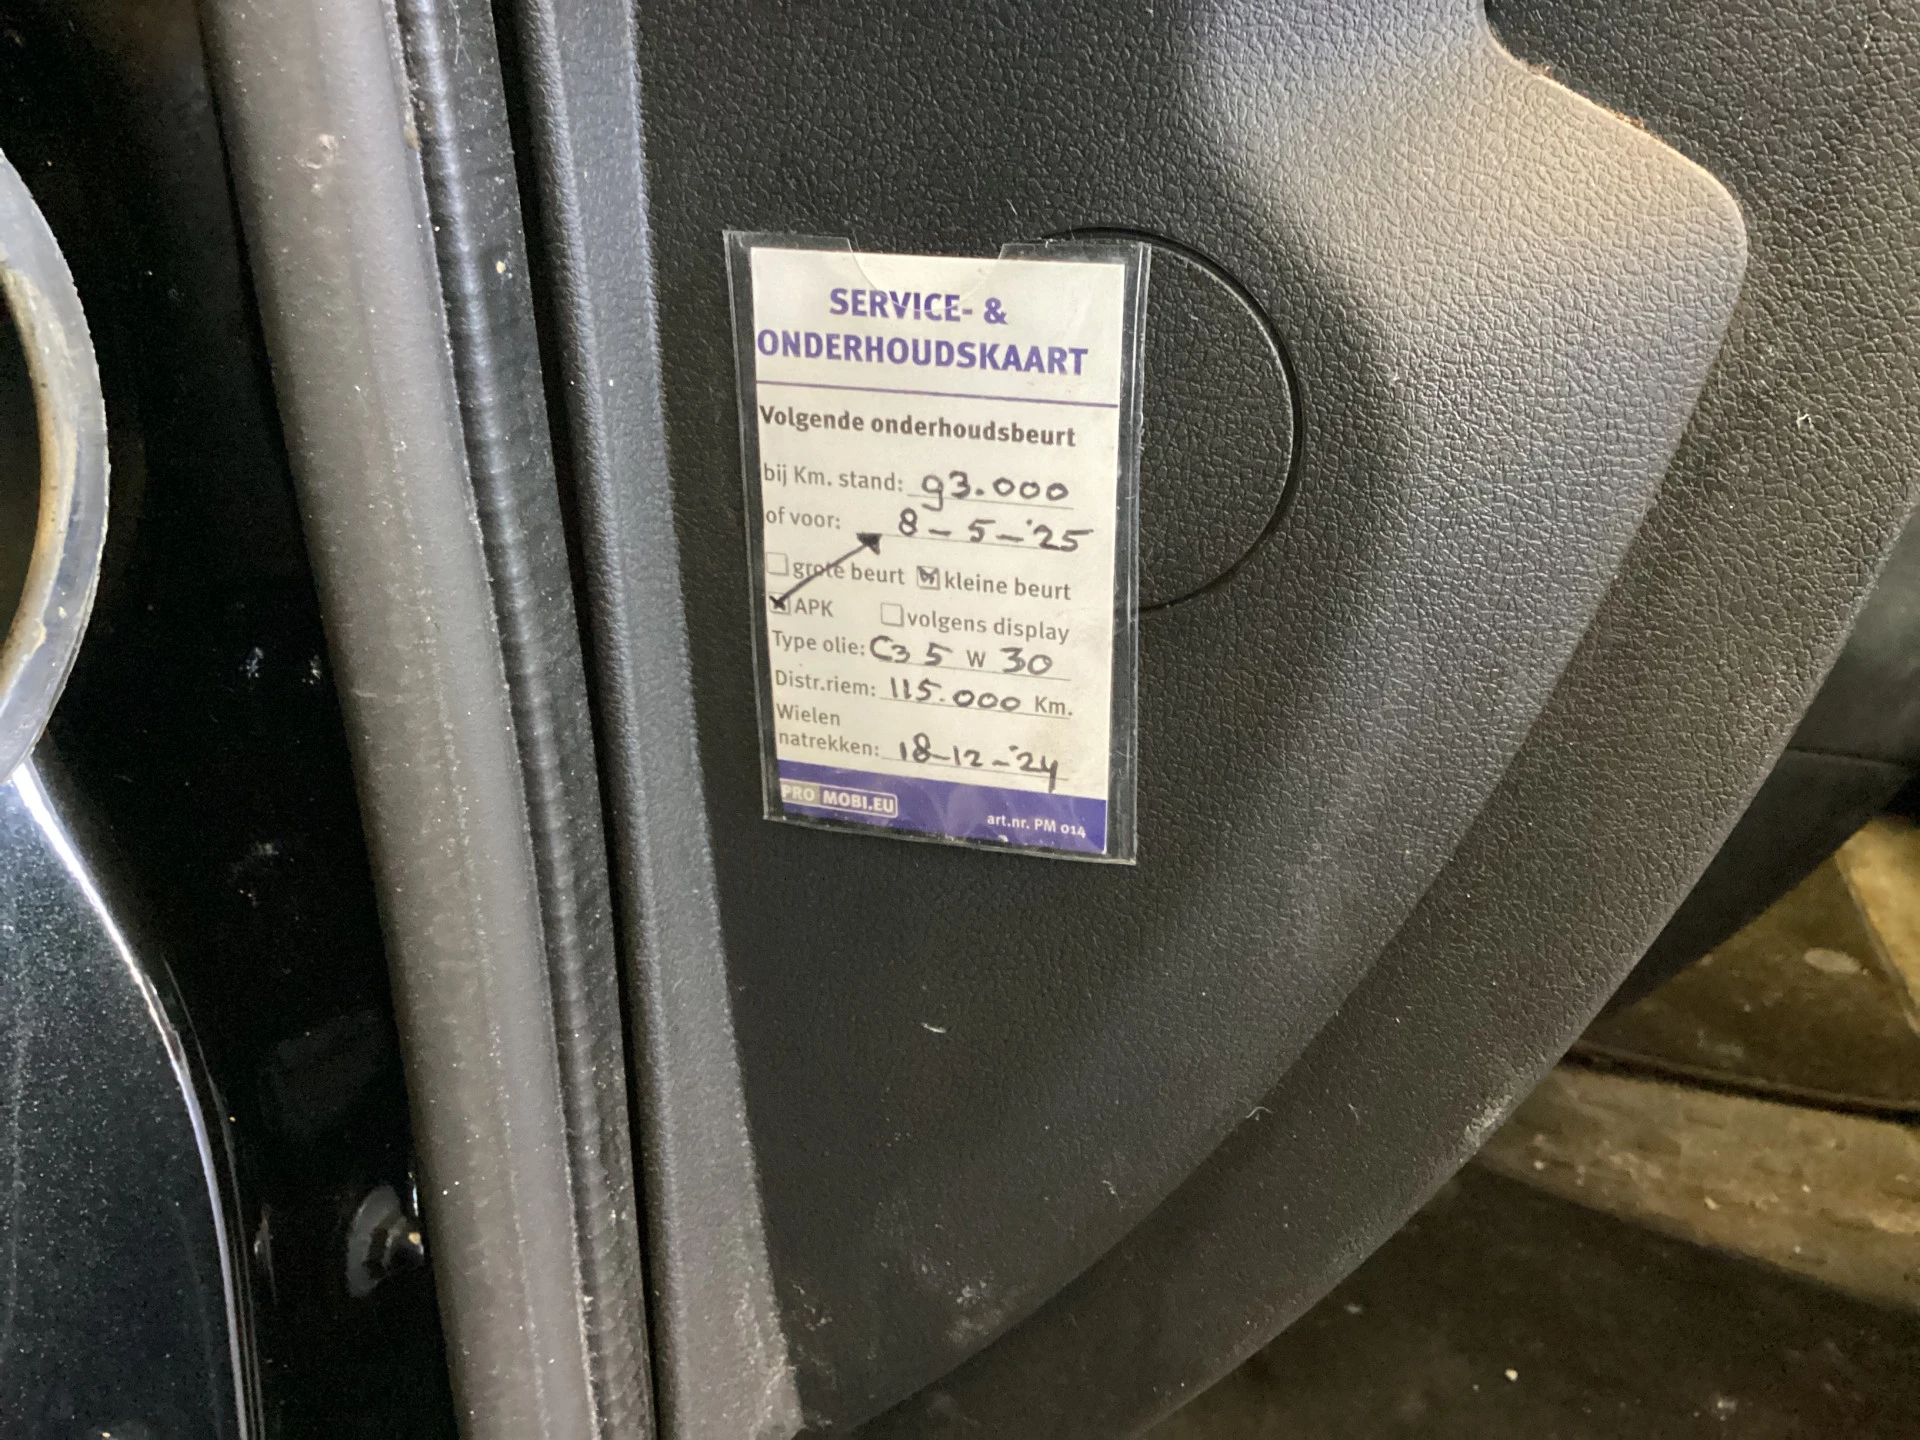 SERVICE- &
ONDERHOUDSKAART
Volgende onderhoudsbeurt
bij Km. stand: 93.000
of voor: 8-5-'25
grote beurt kleine beurt
APK volgens display
Type olie: C3 5 W 30
Distr.riem: 115.000 Km.
Wielen
natrekken: 18-12-'24
PRO MOBI.EU
art.nr. PM 014